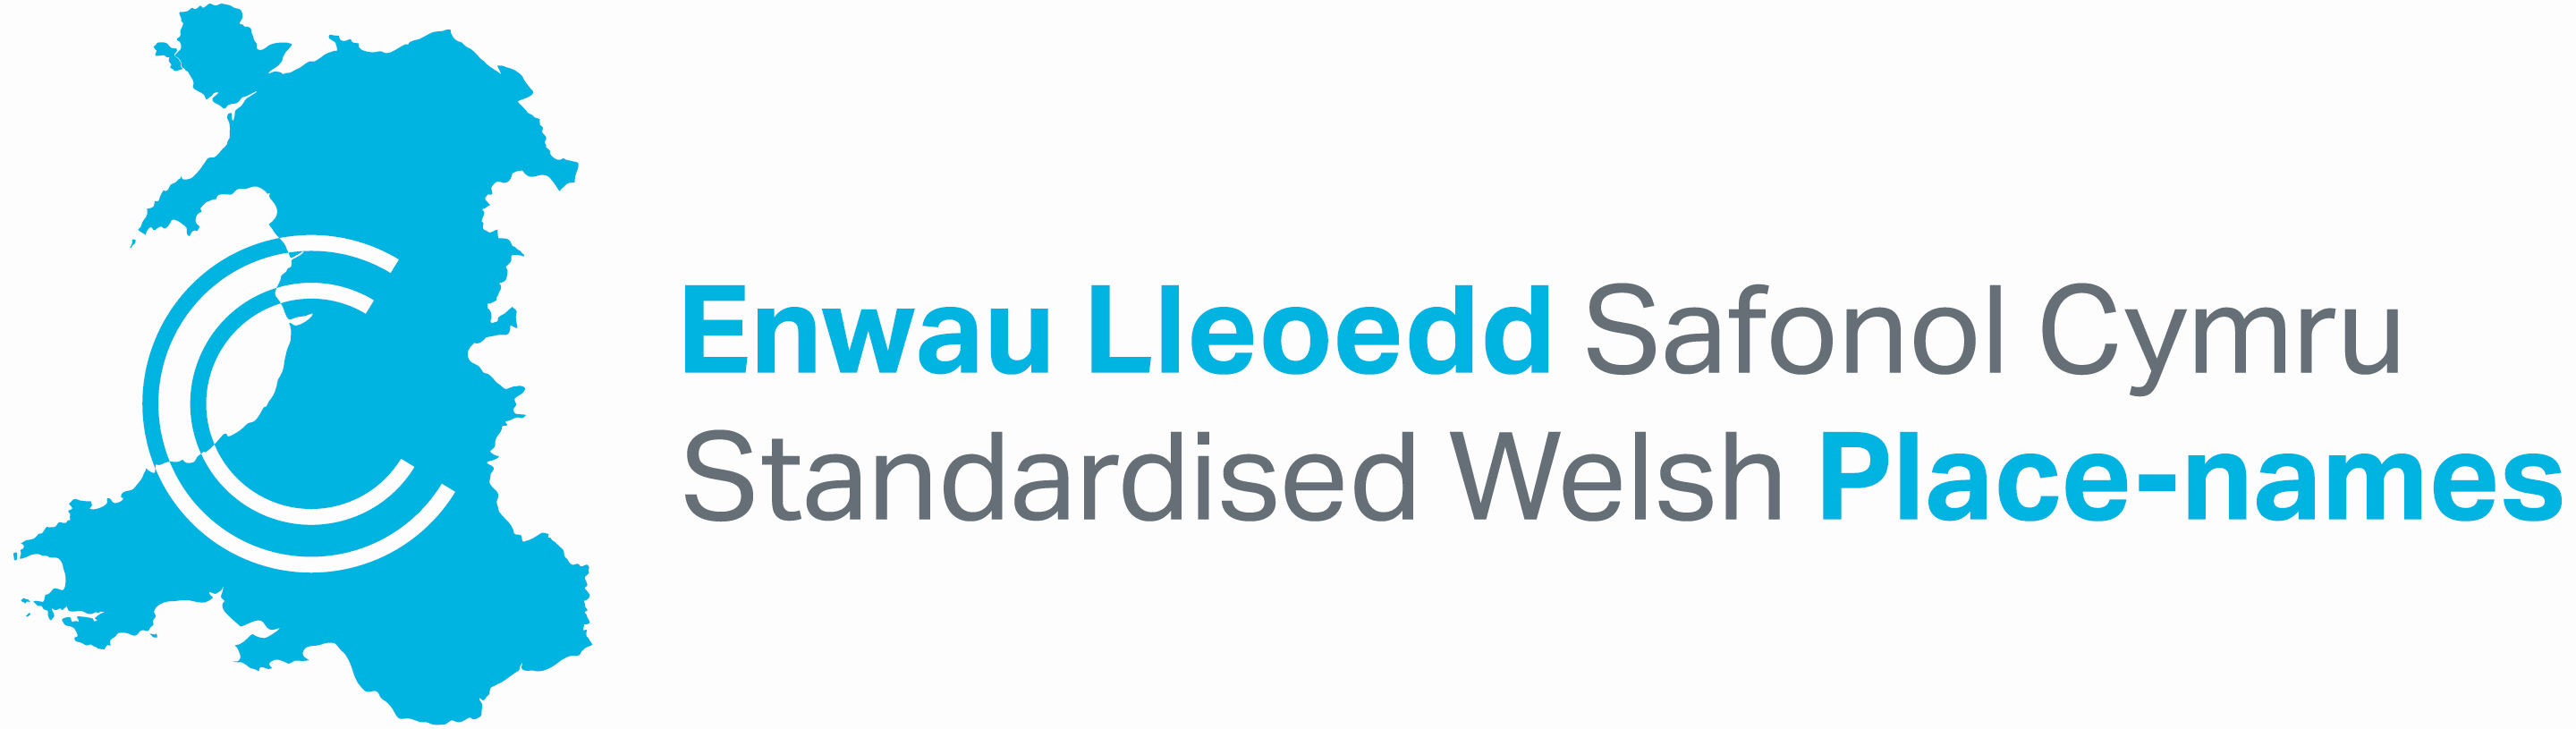 Enwau Lleoedd Safonol Cymru
Standardised Welsh Place-names